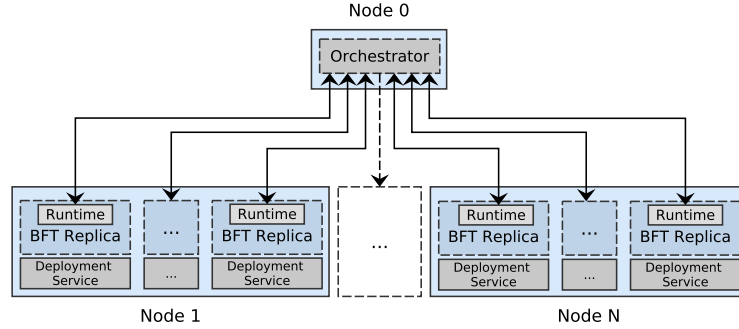 Node 0
Orchestrator
Runtime
BFT Replica
...
Runtime
BFT Replica
Deployment
Service
...
Deployment
Service
...
Runtime
BFT Replica
...
Runtime
BFT Replica
Deployment
Service
...
Deployment
Service
Node 1
Node N